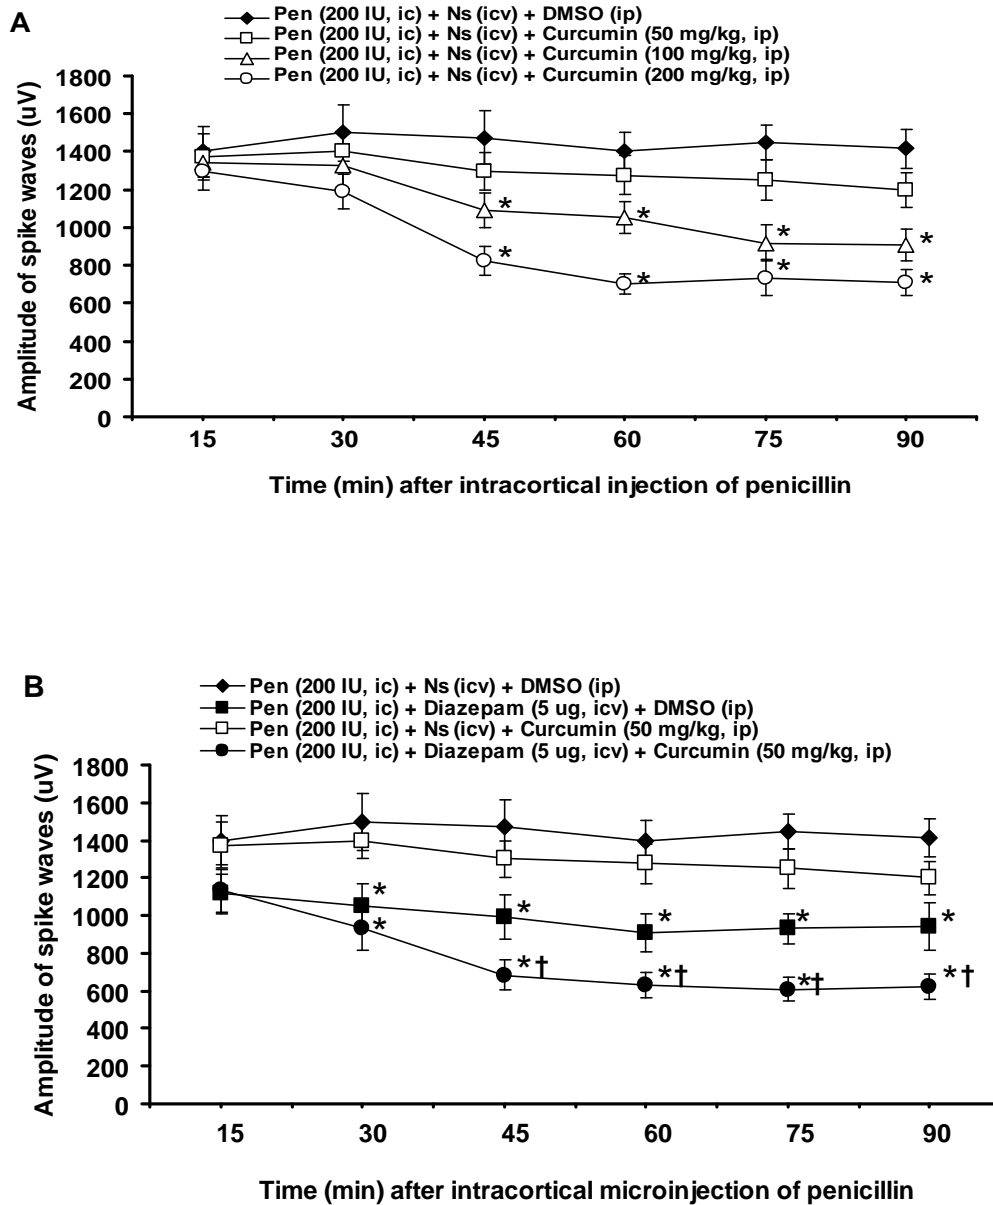 A
Pen (200 IU, ic) + Ns (icv) + DMSO (ip)
Pen (200 IU, ic) + Ns (icv) + Curcumin (50 mg/kg, ip)
Pen (200 IU, ic) + Ns (icv) + Curcumin (100 mg/kg, ip)
Pen (200 IU, ic) + Ns (icv) + Curcumin (200 mg/kg, ip)
Amplitude of spike waves (uV)
1800
1600
1400
1200
1000
800
600
400
200
0
* * * *
* * * *
15 30 45 60 75 90
Time (min) after intracortical injection of penicillin
B
Pen (200 IU, ic) + Ns (icv) + DMSO (ip)
Pen (200 IU, ic) + Diazepam (5 ug, icv) + DMSO (ip)
Pen (200 IU, ic) + Ns (icv) + Curcumin (50 mg/kg, ip)
Pen (200 IU, ic) + Diazepam (5 ug, icv) + Curcumin (50 mg/kg, ip)
Amplitude of spike waves (uV)
1800
1600
1400
1200
1000
800
600
400
200
0
* * * * *
* *† *† *† *†
15 30 45 60 75 90
Time (min) after intracortical microinjection of penicillin